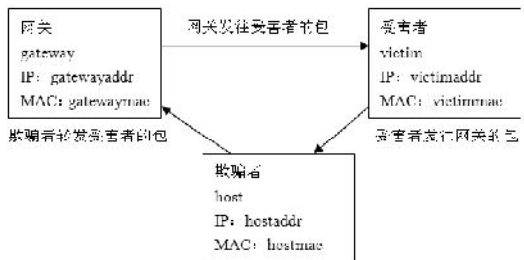 网关
gateway
IP: gatewayaddr
MAC: gatewaymac
网关发往受害者的包
受害者
victim
IP: victimaddr
MAC: victimmac
欺骗者转发受害者的包
受害者发往网关的包
欺骗者
host
IP: hostaddr
MAC: hostmac